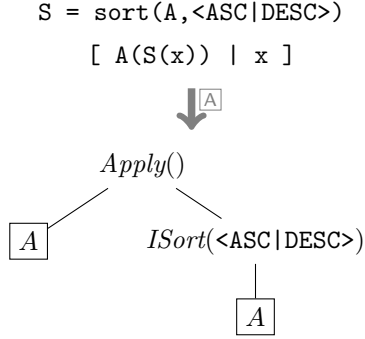 S = sort(A,<ASC|DESC>)
[ A(S(x)) | x ]
A
Apply()
A
ISort(<ASC|DESC>)
A